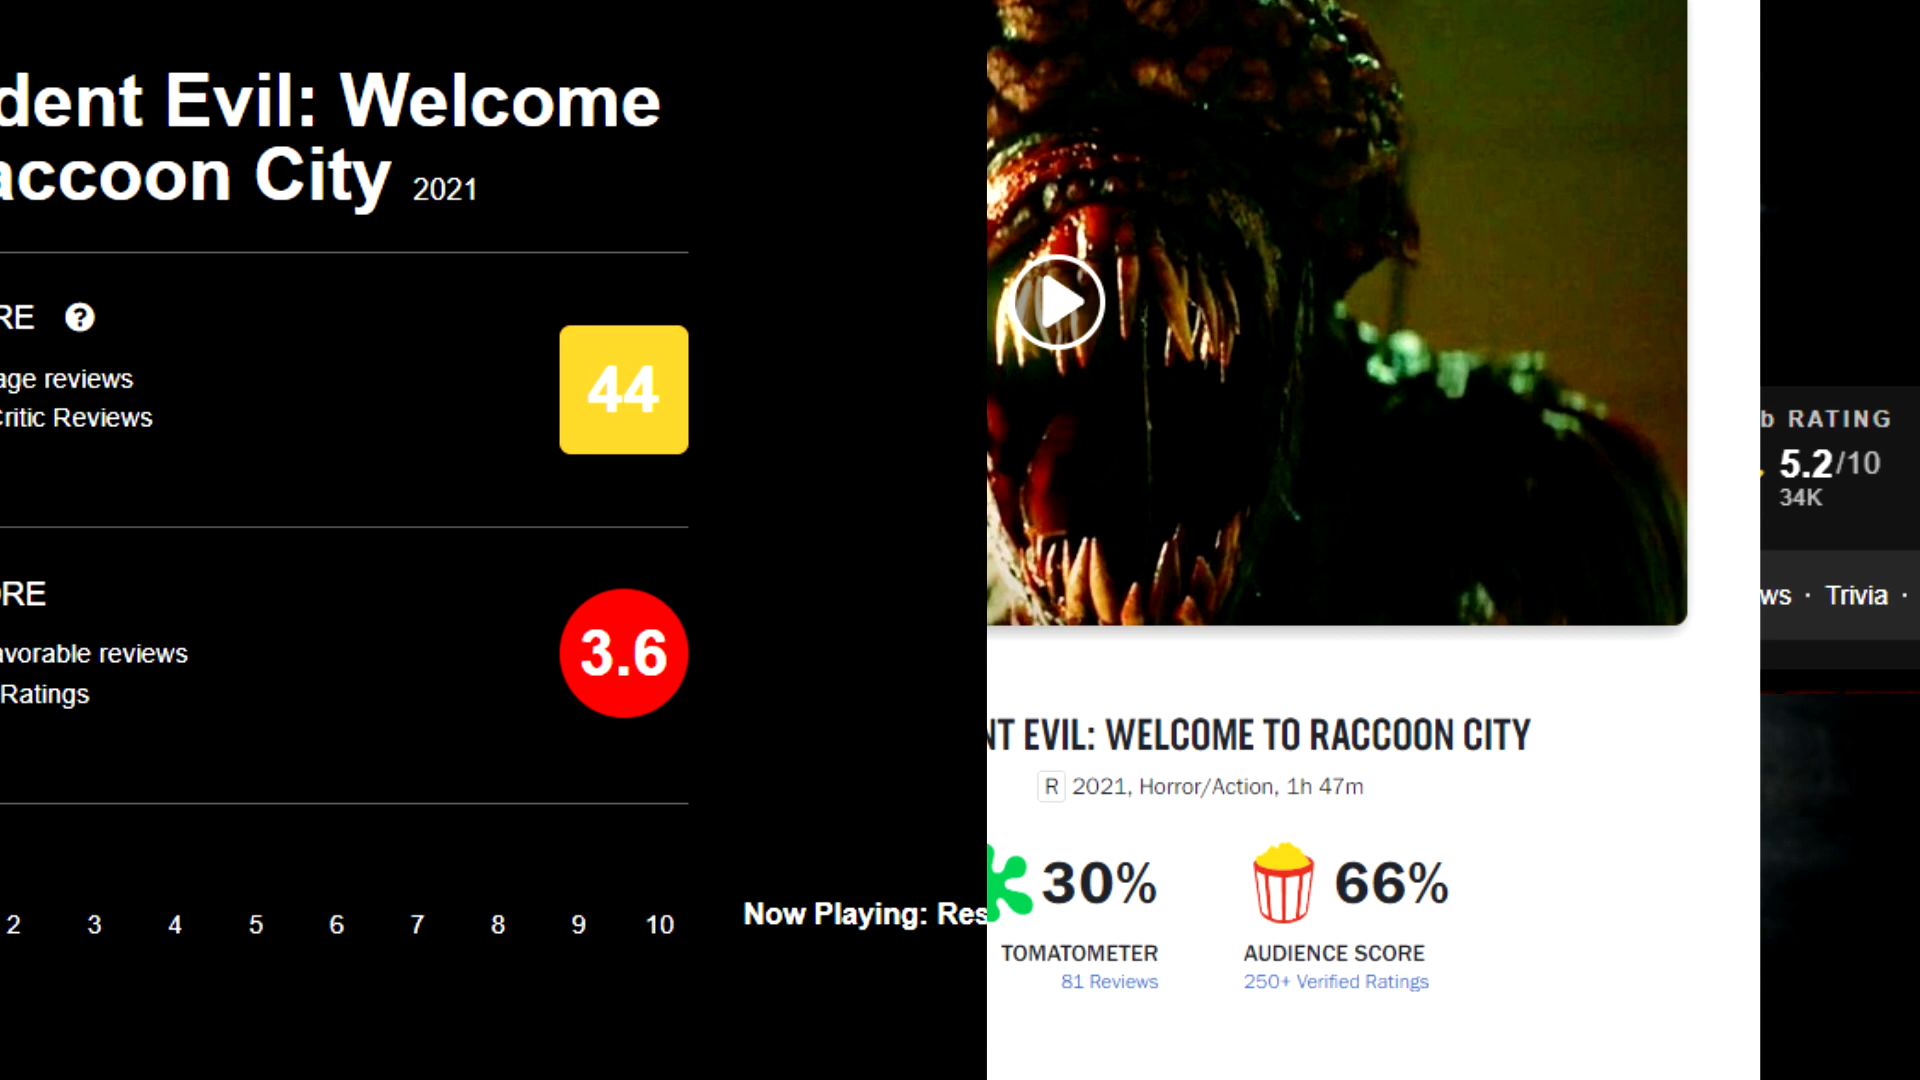 dent Evil: Welcome
accoon City 2021
RE ?
age reviews
Critic Reviews
44
ORE
avorable reviews
Ratings
3.6
2 3 4 5 6 7 8 9 10
Now Playing: Res
NT EVIL: WELCOME TO RACCOON CITY
R 2021, Horror/Action, 1h 47m
30% 66%
TOMATOMETER AUDIENCE SCORE
81 Reviews 250+ Verified Ratings
b RATING
5.2/10
34K
ws · Trivia ·